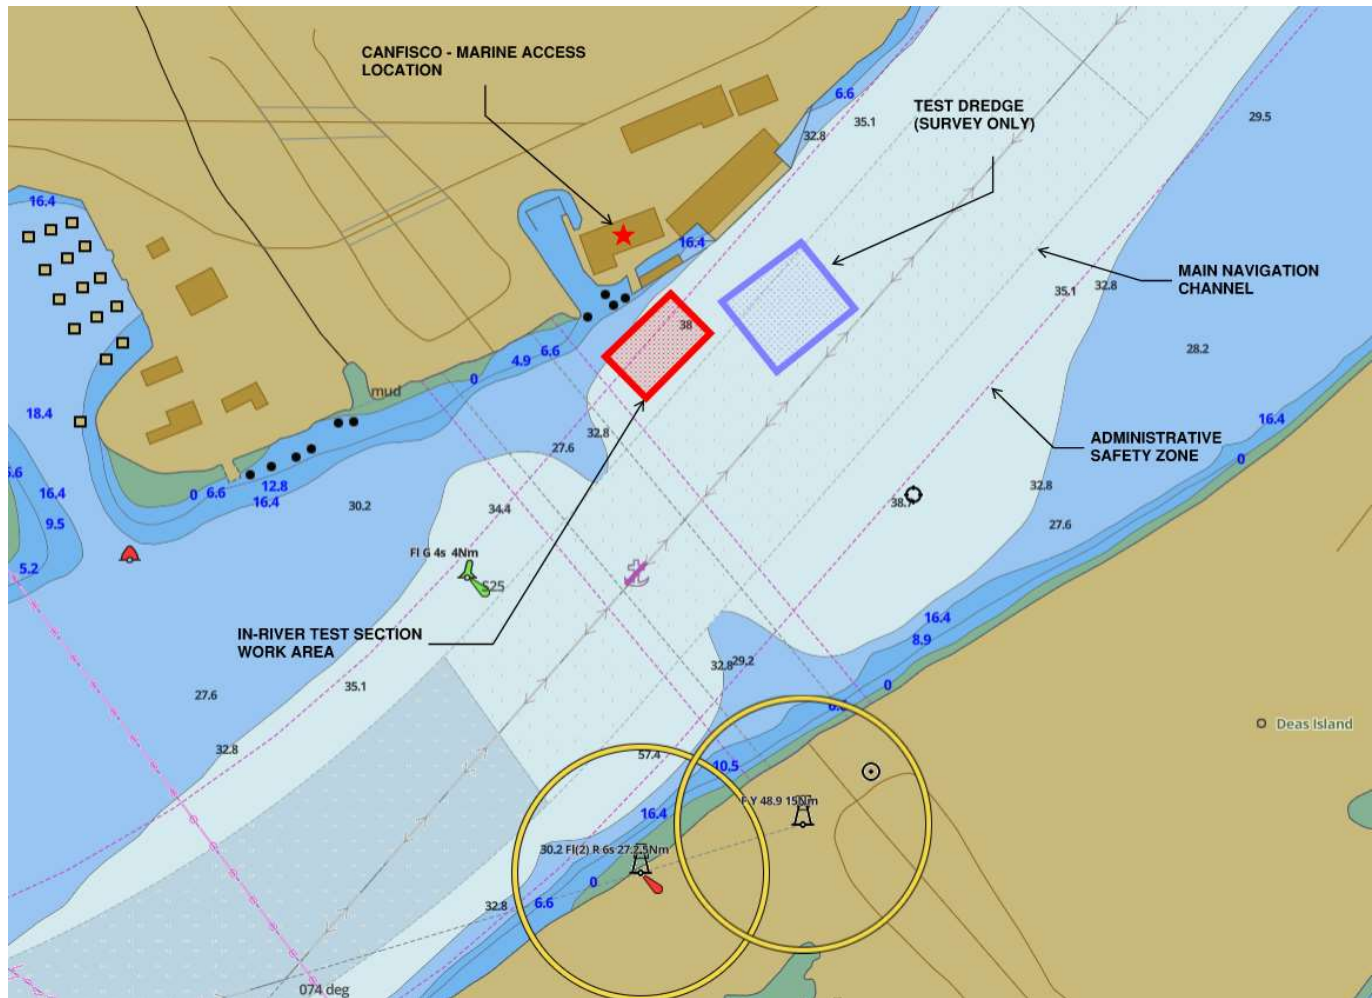 CANFISCO - MARINE ACCESS
LOCATION
6.6
35.1
32.8
TEST DREDGE
(SURVEY ONLY)
29.5
16.4
16.4
MAIN NAVIGATION
CHANNEL
35.1
32.8
38
28.2
4.9
6.6
0
mud
18.4
16.4
0
ADMINISTRATIVE
SAFETY ZONE
32.8
27.6
16.4
9.5
5.2
0
6.6
12.8
16.4
30.2
34.4
32.8
38.7
27.6
Fl G 4s 4Nm
S25
IN-RIVER TEST SECTION
WORK AREA
16.4
8.9
32.8
29.2
0
27.6
35.1
32.8
Deas Island
57.4
10.5
F Y 48.9 15Nm
16.4
30.2
Fl(2) R 6s
0
6.6
32.8
074 deg